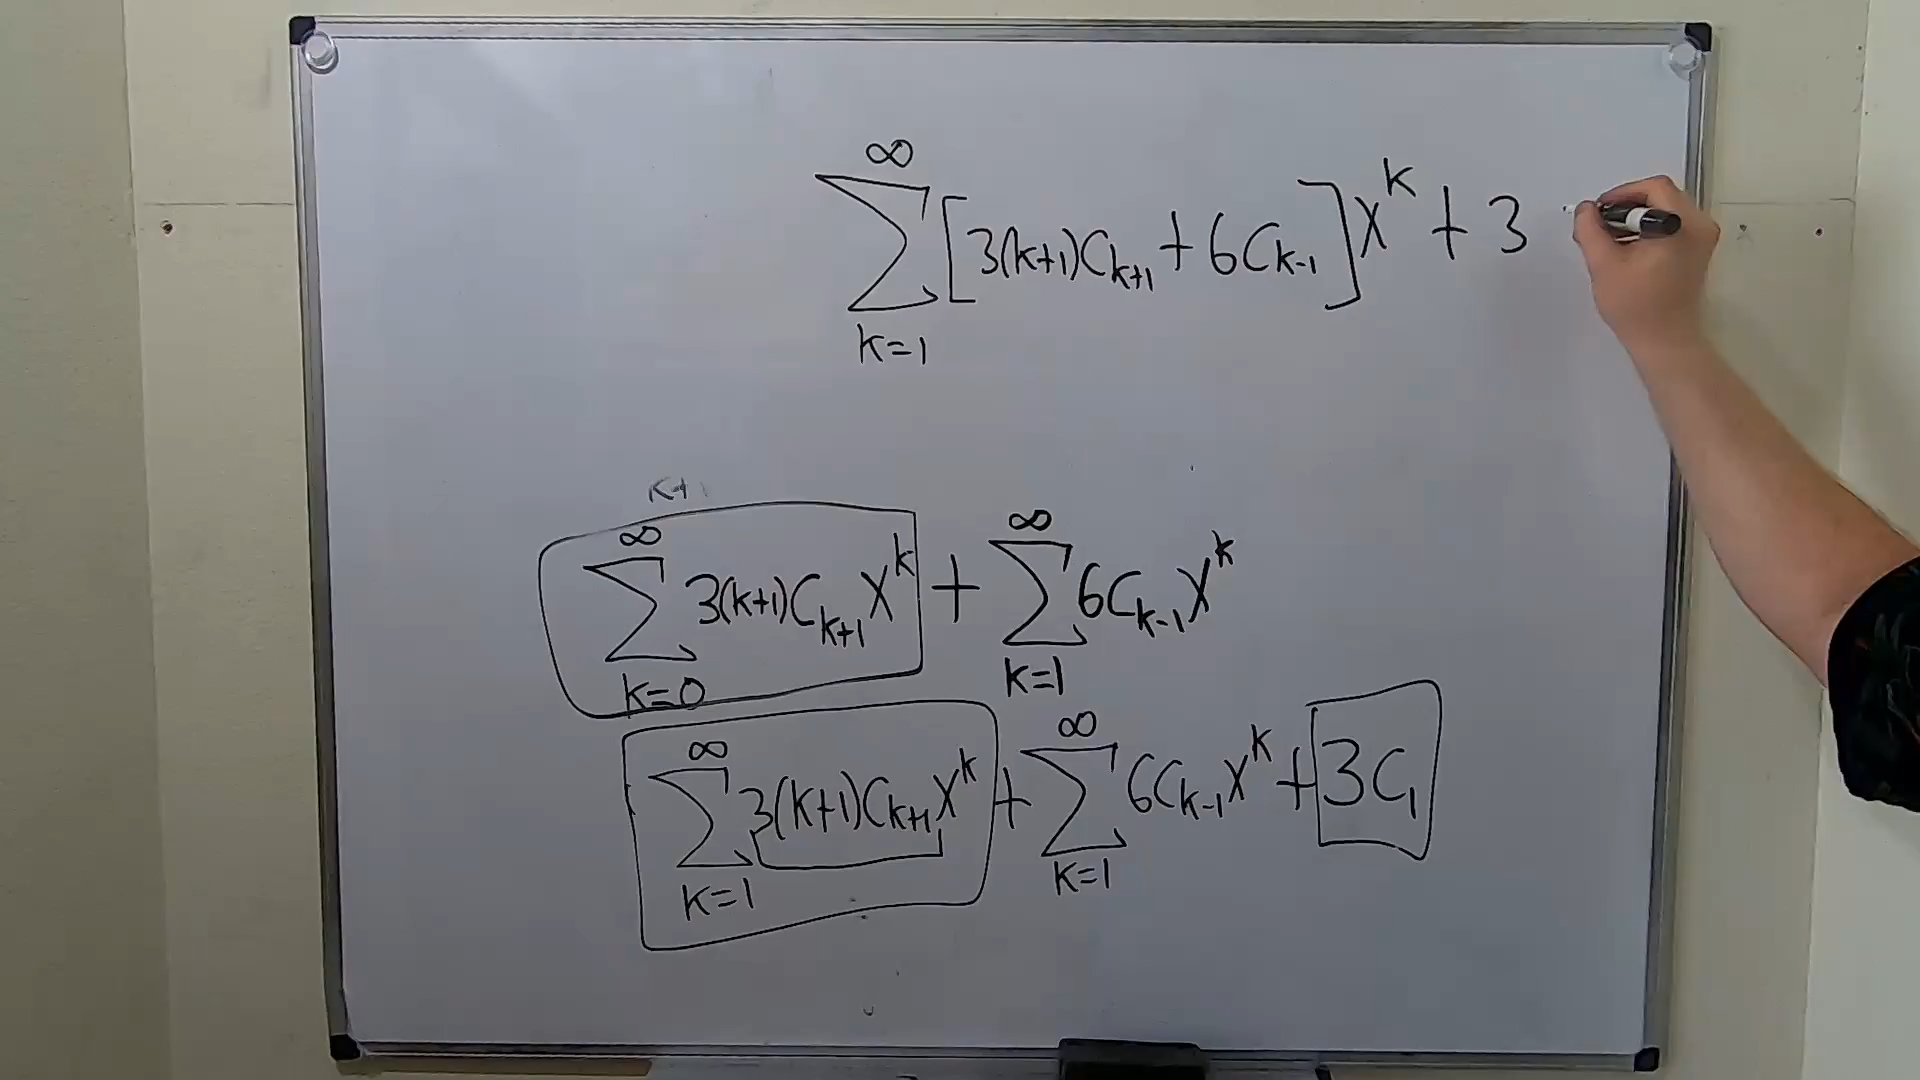 ∞
∑ [3(k+1)C_{k+1} + 6C_{k-1}] X^k + 3
k=1
k+1
∞ ∞
∑ 3(k+1)C_{k+1} X^k + ∑ 6C_{k-1} X^k
k=0 k=1
∞ ∞
∑ 3(k+1)C_{k+1} X^k + ∑ 6C_{k-1} X^k + 3C_1
k=1 k=1